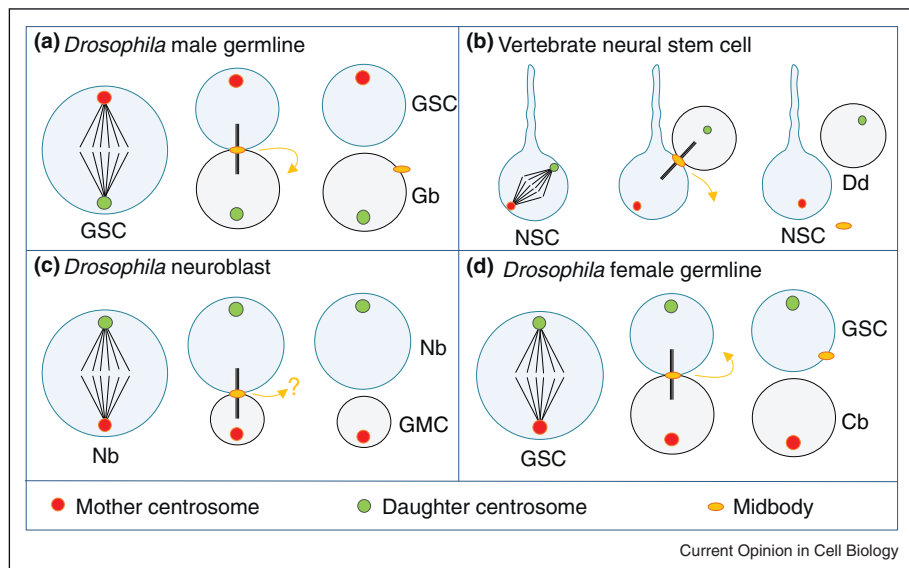 (a) Drosophila male germline
GSC
GSC
Gb
(b) Vertebrate neural stem cell
NSC
NSC
Dd
(c) Drosophila neuroblast
Nb
?
Nb
GMC
(d) Drosophila female germline
GSC
GSC
Cb
Mother centrosome
Daughter centrosome
Midbody
Current Opinion in Cell Biology